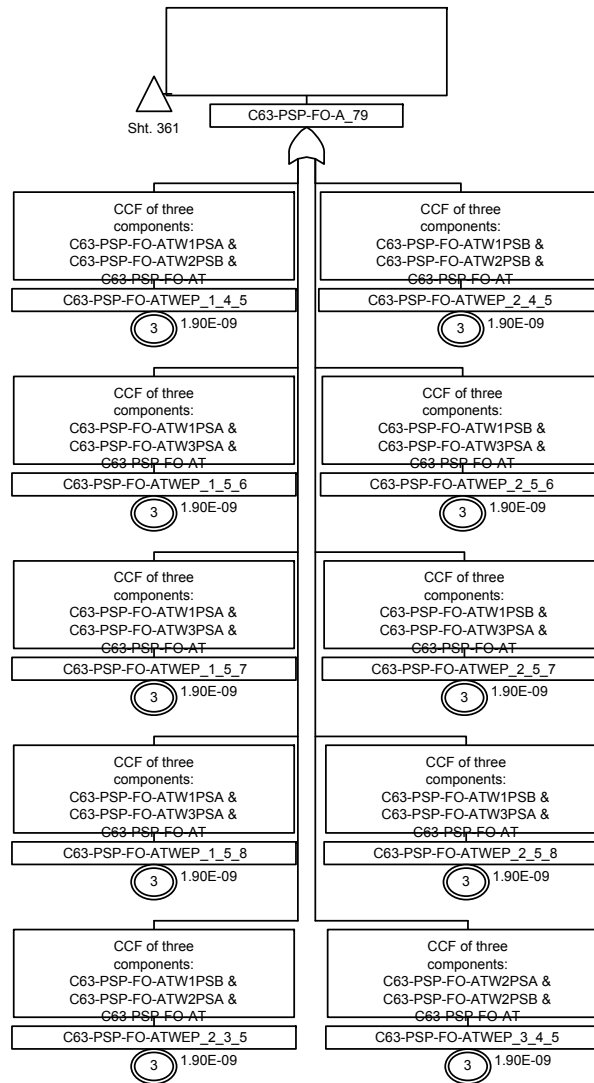 Sht. 361
C63-PSP-FO-A_79
CCF of three
components:
C63-PSP-FO-ATW1PSA &
C63-PSP-FO-ATW2PSB &
C63-PSP-FO-AT
C63-PSP-FO-ATWEP_1_4_5
3
1.90E-09
CCF of three
components:
C63-PSP-FO-ATW1PSB &
C63-PSP-FO-ATW2PSB &
C63-PSP-FO-AT
C63-PSP-FO-ATWEP_2_4_5
3
1.90E-09
CCF of three
components:
C63-PSP-FO-ATW1PSA &
C63-PSP-FO-ATW3PSA &
C63-PSP-FO-AT
C63-PSP-FO-ATWEP_1_5_6
3
1.90E-09
CCF of three
components:
C63-PSP-FO-ATW1PSB &
C63-PSP-FO-ATW3PSA &
C63-PSP-FO-AT
C63-PSP-FO-ATWEP_2_5_6
3
1.90E-09
CCF of three
components:
C63-PSP-FO-ATW1PSA &
C63-PSP-FO-ATW3PSA &
C63-PSP-FO-AT
C63-PSP-FO-ATWEP_1_5_7
3
1.90E-09
CCF of three
components:
C63-PSP-FO-ATW1PSB &
C63-PSP-FO-ATW3PSA &
C63-PSP-FO-AT
C63-PSP-FO-ATWEP_2_5_7
3
1.90E-09
CCF of three
components:
C63-PSP-FO-ATW1PSA &
C63-PSP-FO-ATW3PSA &
C63-PSP-FO-AT
C63-PSP-FO-ATWEP_1_5_8
3
1.90E-09
CCF of three
components:
C63-PSP-FO-ATW1PSB &
C63-PSP-FO-ATW3PSA &
C63-PSP-FO-AT
C63-PSP-FO-ATWEP_2_5_8
3
1.90E-09
CCF of three
components:
C63-PSP-FO-ATW1PSB &
C63-PSP-FO-ATW2PSA &
C63-PSP-FO-AT
C63-PSP-FO-ATWEP_2_3_5
3
1.90E-09
CCF of three
components:
C63-PSP-FO-ATW2PSA &
C63-PSP-FO-ATW2PSB &
C63-PSP-FO-AT
C63-PSP-FO-ATWEP_3_4_5
3
1.90E-09